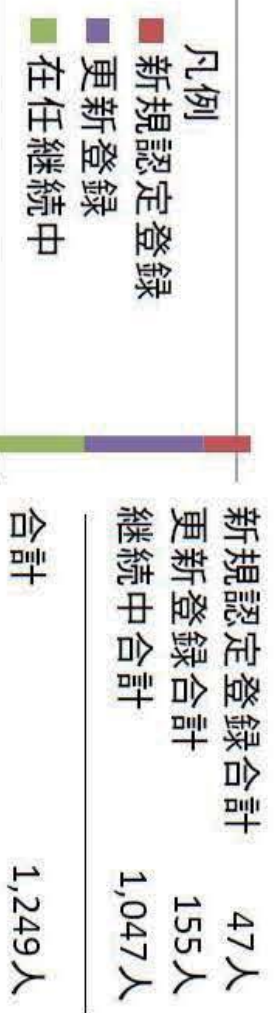 凡例
新規認定登録
更新登録
在任継続中
新規認定登録合計 47人
更新登録合計 155人
継続中合計 1,047人
合計 1,249人